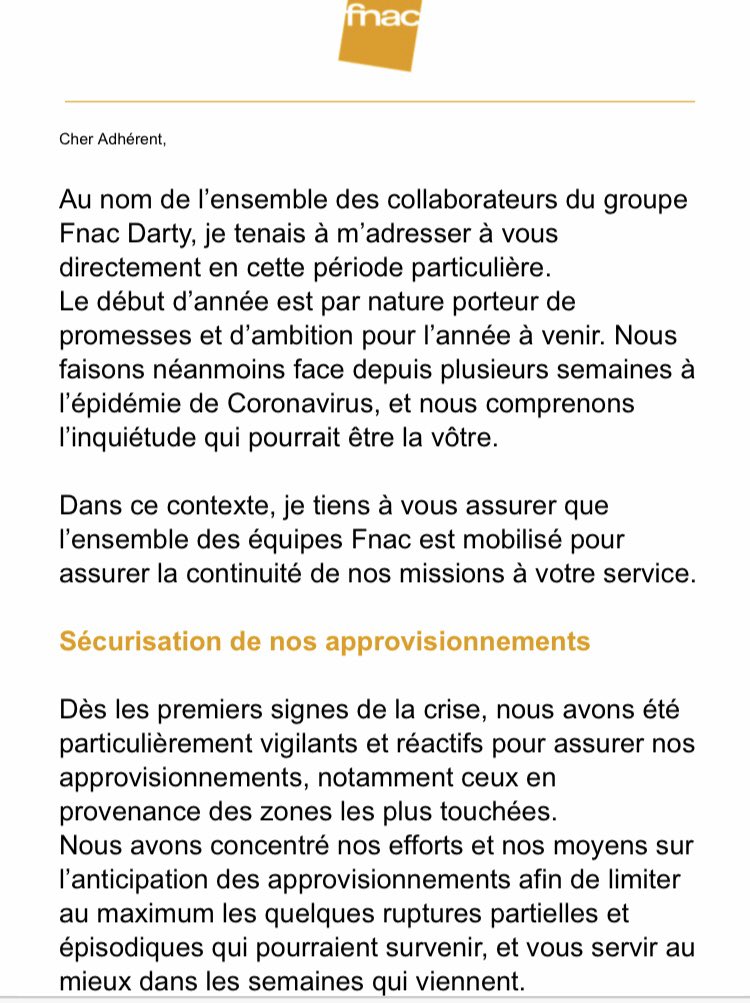 fnac
Cher Adhérent,
Au nom de l’ensemble des collaborateurs du groupe
Fnac Darty, je tenais à m’adresser à vous
directement en cette période particulière.
Le début d’année est par nature porteur de
promesses et d’ambition pour l’année à venir. Nous
faisons néanmoins face depuis plusieurs semaines à
l’épidémie de Coronavirus, et nous comprenons
l’inquiétude qui pourrait être la vôtre.
Dans ce contexte, je tiens à vous assurer que
l’ensemble des équipes Fnac est mobilisé pour
assurer la continuité de nos missions à votre service.
Sécurisation de nos approvisionnements
Dès les premiers signes de la crise, nous avons été
particulièrement vigilants et réactifs pour assurer nos
approvisionnements, notamment ceux en
provenance des zones les plus touchées.
Nous avons concentré nos efforts et nos moyens sur
l’anticipation des approvisionnements afin de limiter
au maximum les quelques ruptures partielles et
épisodiques qui pourraient survenir, et vous servir au
mieux dans les semaines qui viennent.